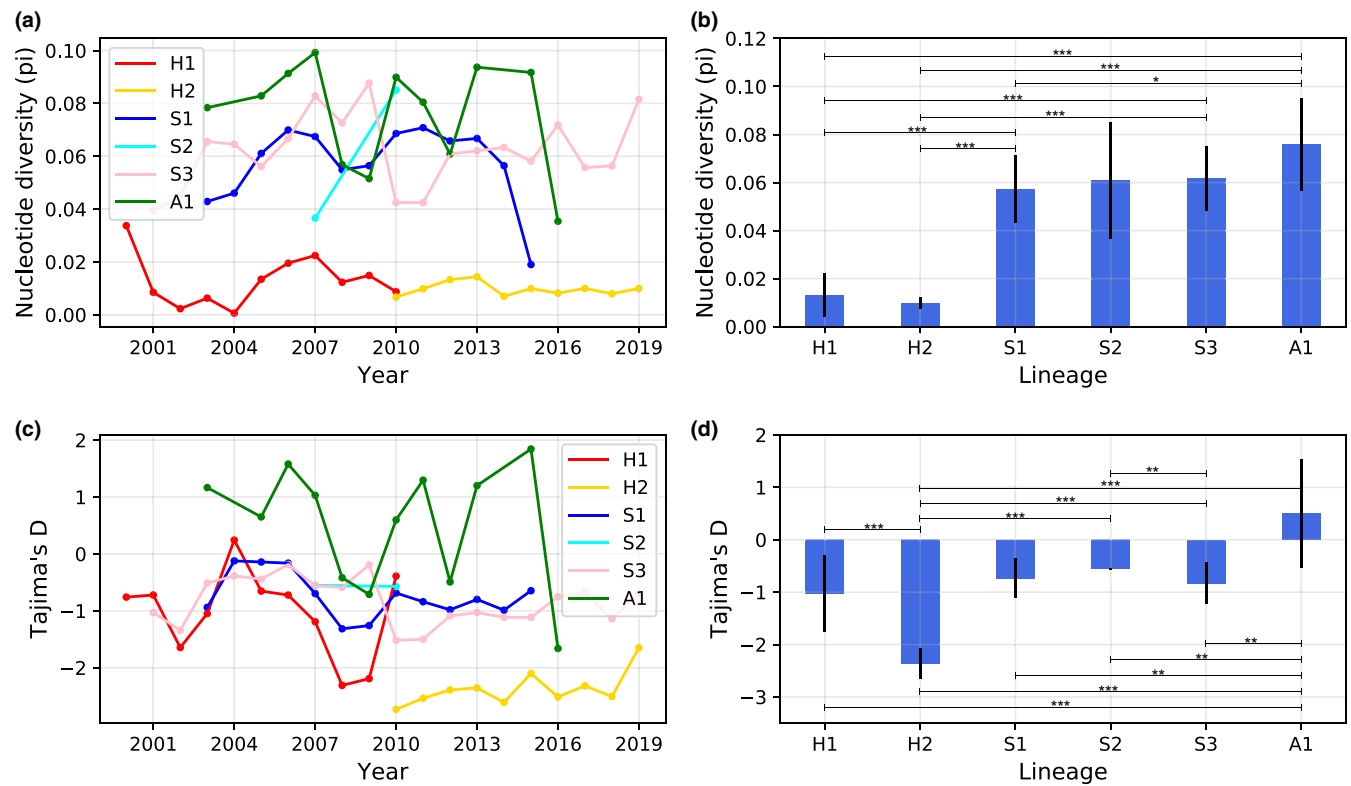 (a)
Nucleotide diversity (pi)
0.10
0.08
0.06
0.04
0.02
0.00
H1
H2
S1
S2
S3
A1
2001 2004 2007 2010 2013 2016 2019
Year
(b)
Nucleotide diversity (pi)
0.12
0.10
0.08
0.06
0.04
0.02
0.00
***
***
*
***
***
***
***
H1 H2 S1 S2 S3 A1
Lineage
(c)
Tajima's D
2
1
0
−1
−2
H1
H2
S1
S2
S3
A1
2001 2004 2007 2010 2013 2016 2019
Year
(d)
Tajima's D
2
1
0
−1
−2
−3
**
***
***
***
***
**
**
**
***
***
H1 H2 S1 S2 S3 A1
Lineage